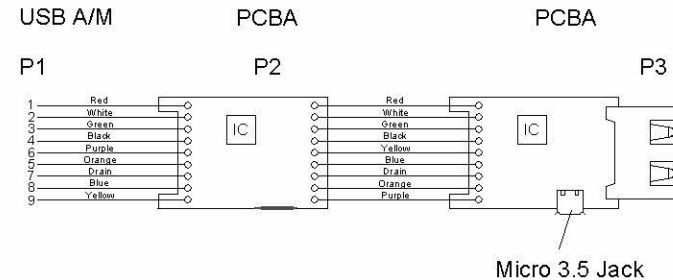 USB A/M PCBA PCBA
P1 P2 P3
1 Red Red
2 White White
3 Green Green
4 Black Black
6 Purple Yellow
5 Orange Blue
7 Drain Drain
8 Blue Orange
9 Yellow Purple
IC IC
Micro 3.5 Jack